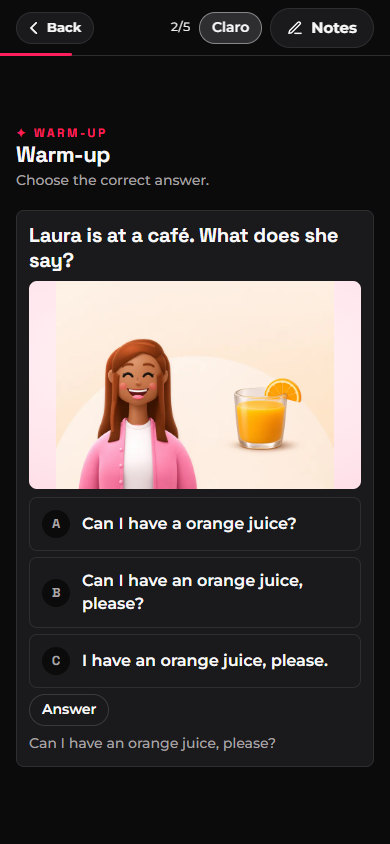 Back
2/5
Claro
Notes
✦ WARM-UP
Warm-up
Choose the correct answer.
Laura is at a café. What does she
say?
A Can I have a orange juice?
B Can I have an orange juice,
please?
C I have an orange juice, please.
Answer
Can I have an orange juice, please?